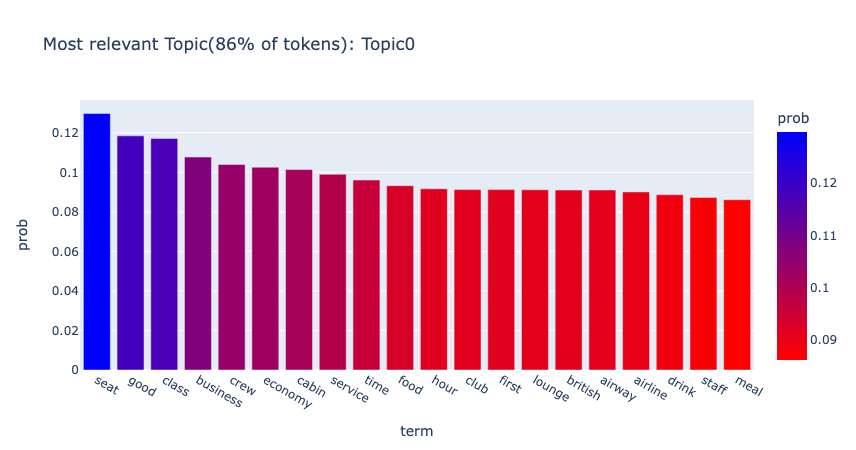 Most relevant Topic(86% of tokens): Topic0
prob
0.12
0.1
0.08
0.06
0.04
0.02
0
seat
good
class
business
crew
economy
cabin
service
time
food
hour
club
first
lounge
british
airway
airline
drink
staff
meal
term
prob
0.12
0.11
0.1
0.09